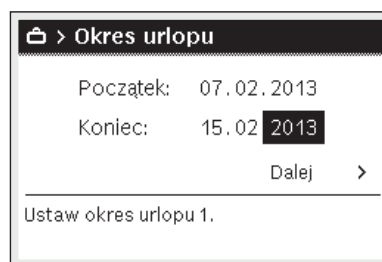 > Okres urlopu
Początek: 07.02.2013
Koniec: 15.02 2013
Dalej >
Ustaw okres urlopu 1.